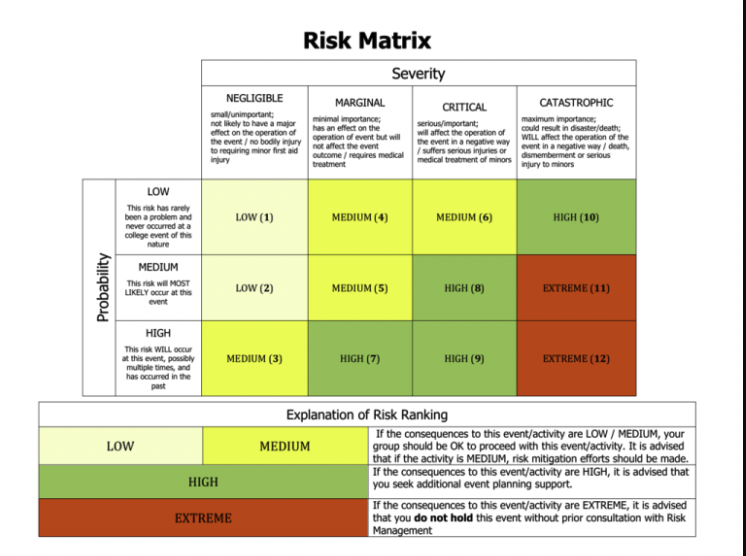 Risk Matrix
Severity
NEGLIGIBLE
small/unimportant;
not likely to have a major
effect on the operation of
the event / no bodily injury
to requiring minor first aid
injury
MARGINAL
minimal importance;
has an effect on the
operation of event but will
not affect the event
outcome / requires medical
treatment
CRITICAL
serious/important;
will affect the operation of
the event in a negative way
/ suffers serious injuries or
medical treatment of minors
CATASTROPHIC
maximum importance;
could result in disaster/death;
WILL affect the operation of the
event in a negative way / death,
dismemberment or serious
injury to minors
Probability
LOW
This risk has rarely
been a problem and
never occurred at a
college event of this
nature
LOW (1)
MEDIUM (4)
MEDIUM (6)
HIGH (10)
MEDIUM
This risk will MOST
LIKELY occur at this
event
LOW (2)
MEDIUM (5)
HIGH (8)
EXTREME (11)
HIGH
This risk WILL occur
at this event, possibly
multiple times, and
has occurred in the
past
MEDIUM (3)
HIGH (7)
HIGH (9)
EXTREME (12)
Explanation of Risk Ranking
LOW
MEDIUM
If the consequences to this event/activity are LOW / MEDIUM, your
group should be OK to proceed with this event/activity. It is advised
that if the activity is MEDIUM, risk mitigation efforts should be made.
HIGH
If the consequences to this event/activity are HIGH, it is advised that
you seek additional event planning support.
EXTREME
If the consequences to this event/activity are EXTREME, it is advised
that you do not hold this event without prior consultation with Risk
Management